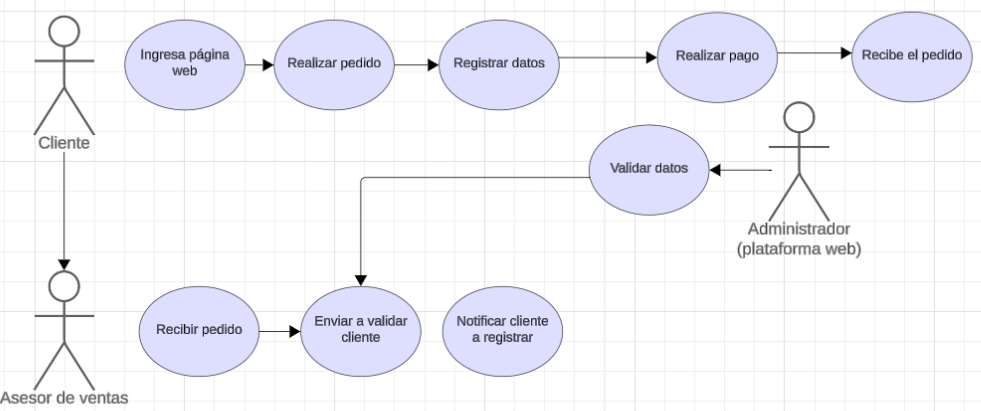 Ingresa página
web
Realizar pedido
Registrar datos
Realizar pago
Recibe el pedido
Cliente
Validar datos
Administrador
(plataforma web)
Recibir pedido
Enviar a validar
cliente
Notificar cliente
a registrar
Asesor de ventas